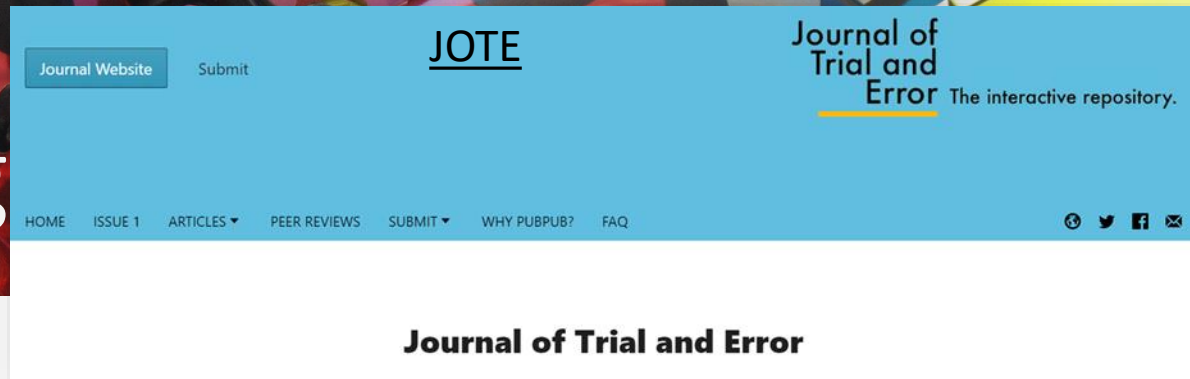 JOTE
Journal of
Trial and
Error The interactive repository.
Journal Website Submit
HOME ISSUE 1 ARTICLES PEER REVIEWS SUBMIT WHY PUBPUB? FAQ
Journal of Trial and Error